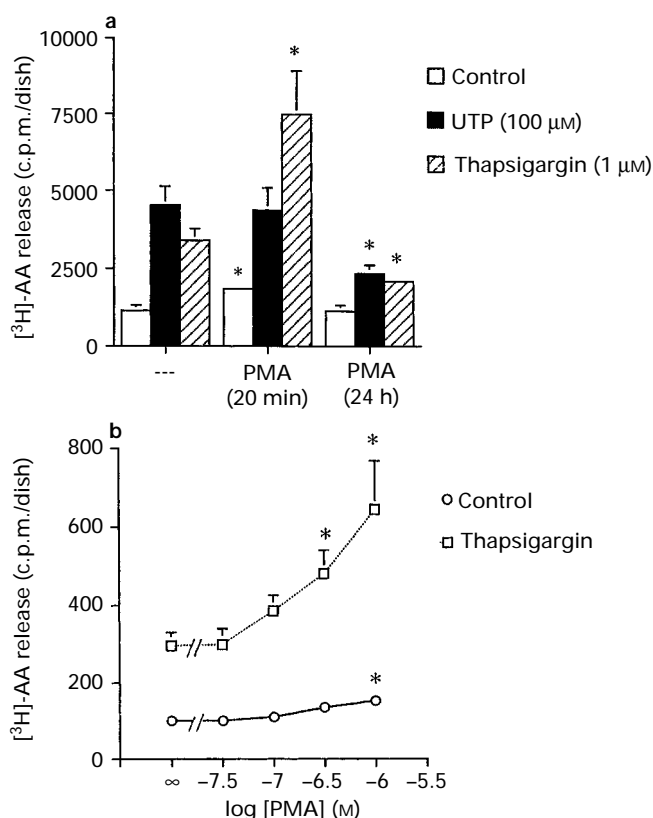 a
10000
7500
5000
2500
0
[³H]-AA release (c.p.m./dish)
* * * *
Control
UTP (100 μM)
Thapsigargin (1 μM)
--- PMA PMA
(20 min) (24 h)
b
800
600
400
200
0
[³H]-AA release (c.p.m./dish)
* * *
Control
Thapsigargin
∞ −7.5 −7 −6.5 −6 −5.5
log [PMA] (M)